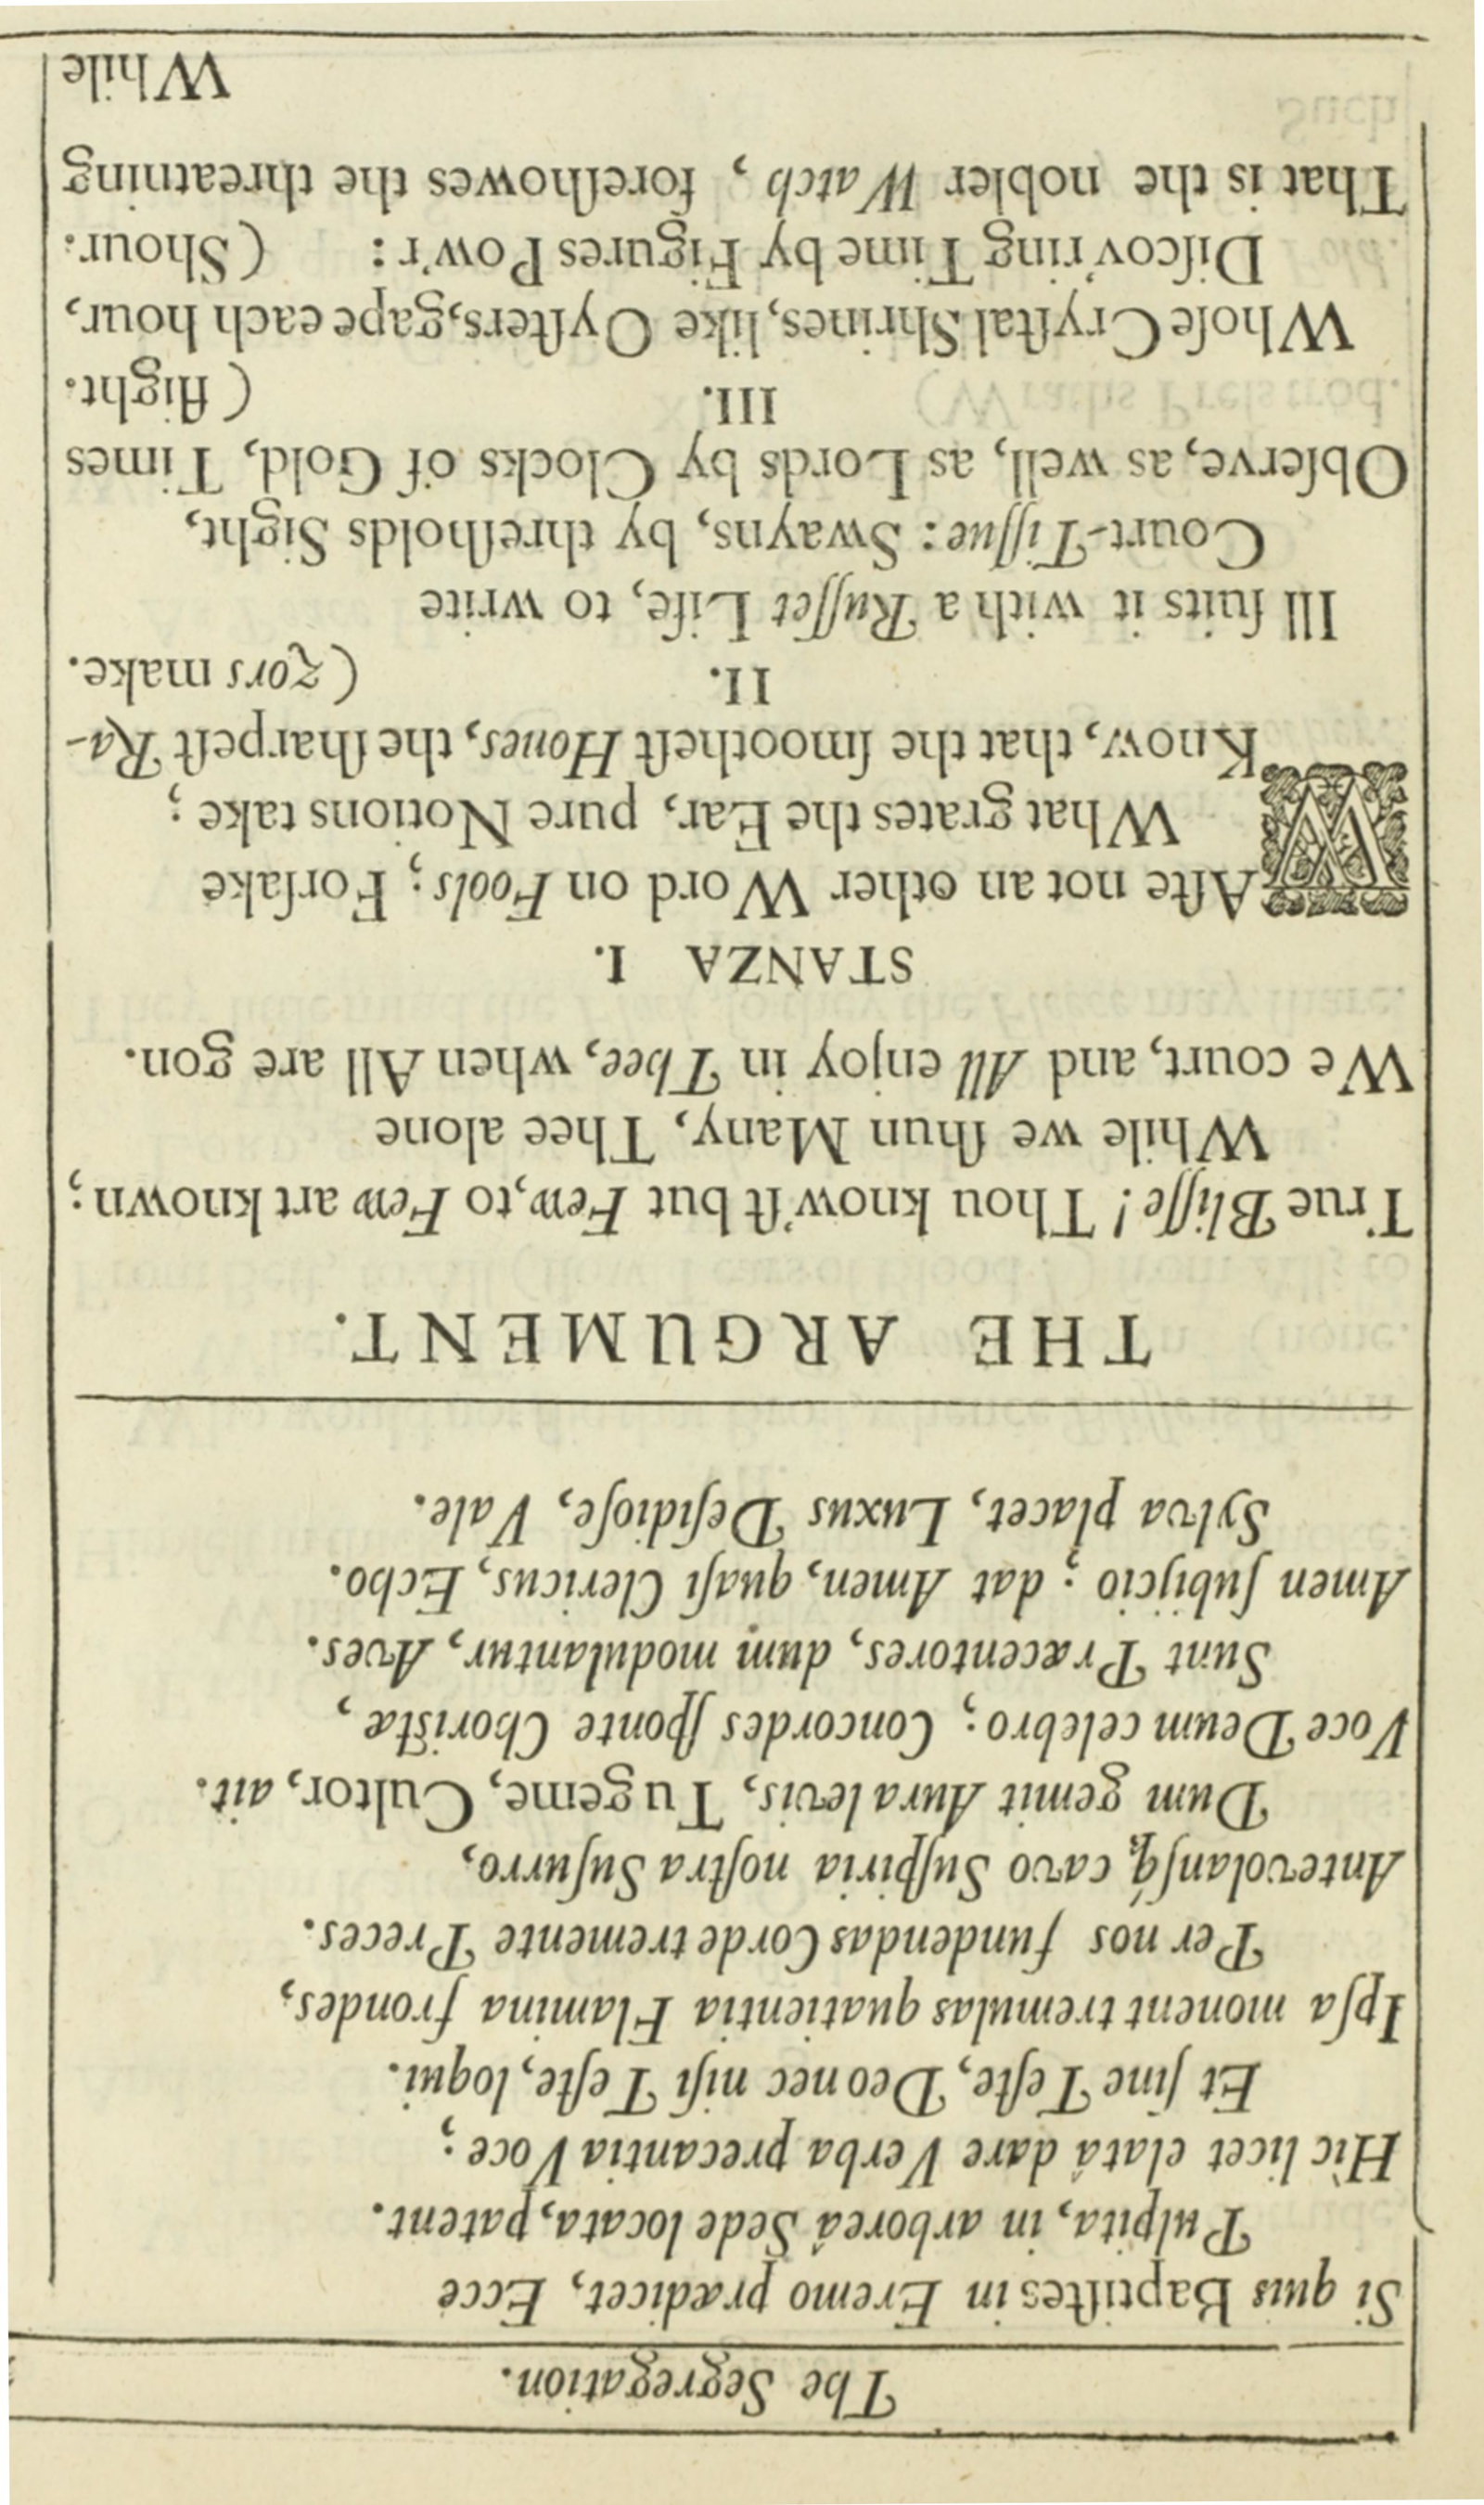 The Segregation.
Si quis Baptiſtes in Eremo prædicet, Ecce
Pulpita, in arboreâ Sede locata, patent.
Hìc licet elatâ dare Verba precantia Voce;
Et ſine Teſte, Deo nec niſi Teſte, loqui.
Ipſa monent tremulas quatientia Flamina frondes,
Per nos fundendas Corde tremente Preces.
Antevolanſq́; cavo Suſpiria noſtra Suſurro,
Dum gemit Aura levis, Tu geme, Cultor, ait.
Voce Deum celebro; Concordes ſponte Choriſtæ,
Sunt Præcentores, dum modulantur, Aves.
Amen ſubijcio; dat Amen, quaſi Clericus, Echo.
Sylva placet, Luxus Deſidioſe, Vale.
THE ARGUMENT.
True Bliſſe! Thou know'ſt but Few, to Few art known;
While we ſhun Many, Thee alone
We court, and All enjoy in Thee, when All are gon.
STANZA I.
WAſte not an other Word on Fools; Forſake
What grates the Ear, pure Notions take;
Know, that the ſmootheſt Hones, the ſharpeſt Ra-
II. (zors make.
Ill ſuits it with a Ruſſet Life, to write
Court-Tiſſue: Swayns, by threſholds Sight,
Obſerve, as well, as Lords by Clocks of Gold, Times
III. (flight.
Whoſe Cryſtal Shrines, like Oyſters, gape each hour,
Diſcov'ring Time by Figures Pow'r: (Shour.
That is the nobler Watch, foreſhowes the threatning
While